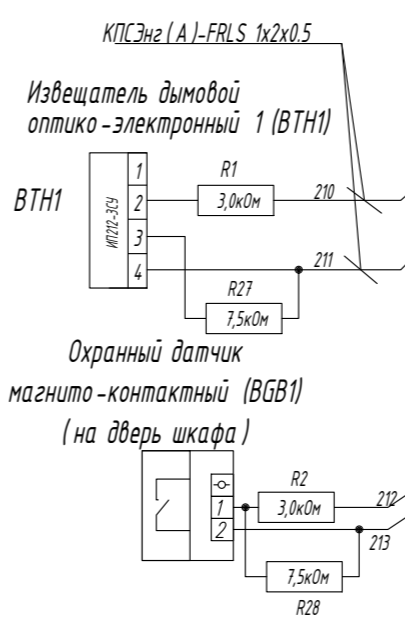 КПСЭнг(А)-FRLS 1х2х0.5
Извещатель дымовой
оптико-электронный 1 (ВТН1)
ВТН1
ИП212-3СУ
1
2
3
4
R1
3,0кОм
210
211
R27
7,5кОм
Охранный датчик
магнито-контактный (BGB1)
(на дверь шкафа)
1
2
R2
3,0кОм
212
213
7,5кОм
R28